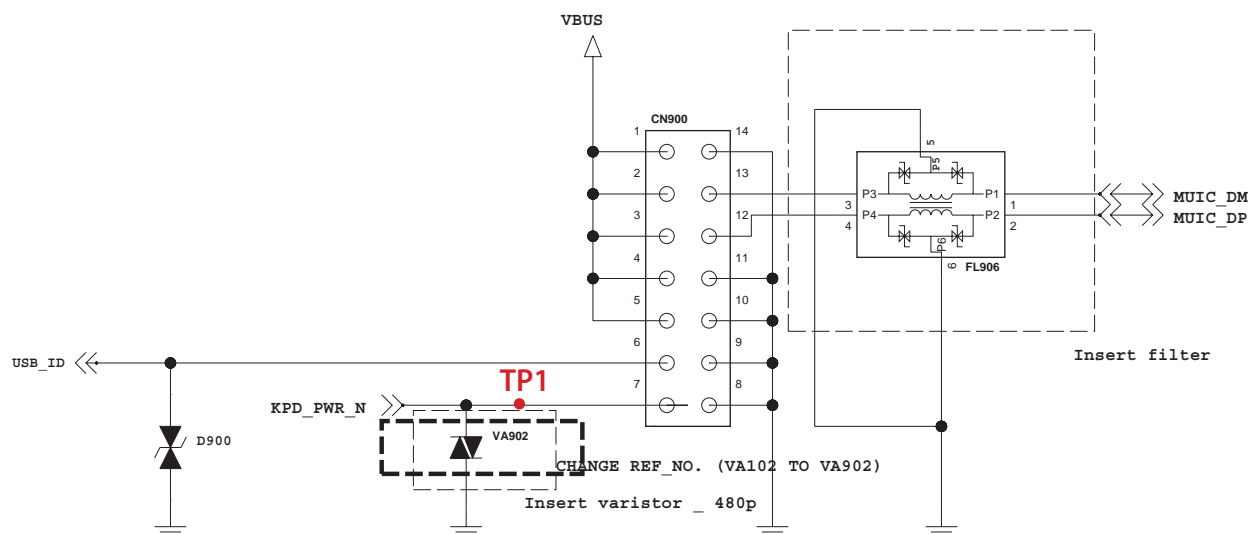 VBUS
CN900
1
14
2
13
3
12
4
11
5
10
6
9
7
8
5
P5
P3
P1
3
1
P4
P2
4
2
P6
6
FL906
MUIC_DM
MUIC_DP
Insert filter
USB_ID
TP1
KPD_PWR_N
D900
VA902
CHANGE REF_NO. (VA102 TO VA902)
Insert varistor _ 480p